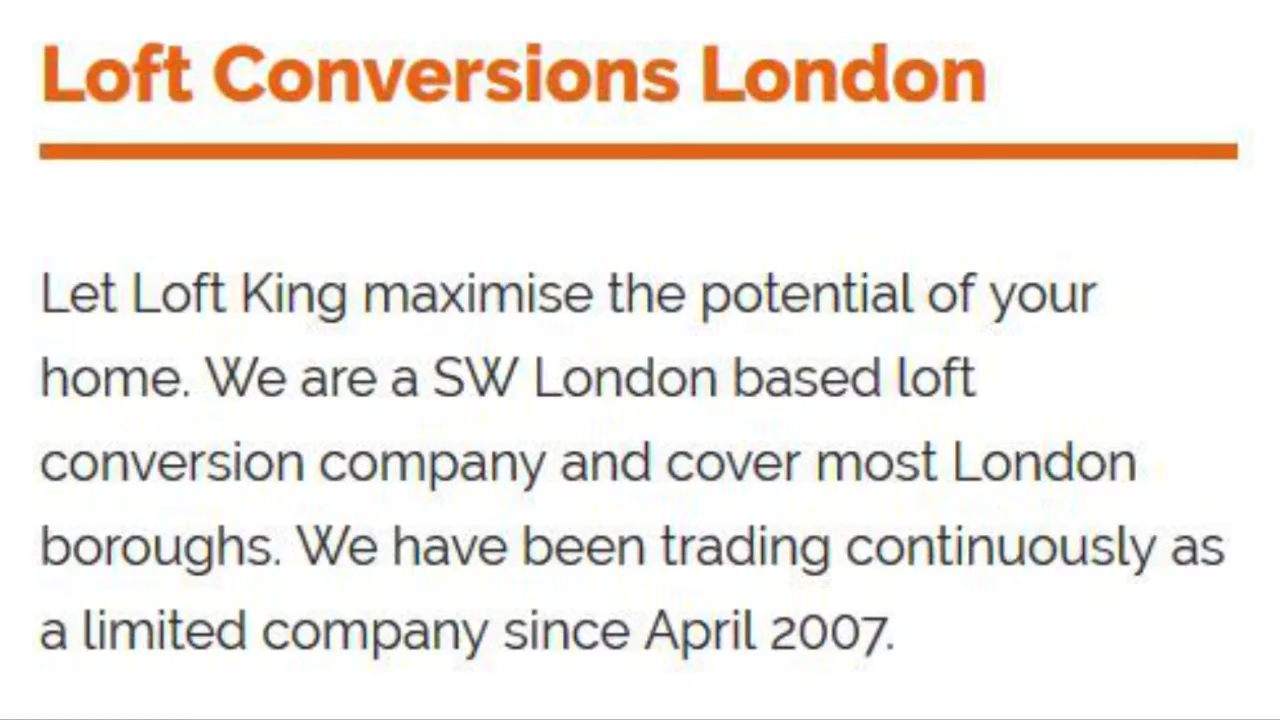 Loft Conversions London
Let Loft King maximise the potential of your
home. We are a SW London based loft
conversion company and cover most London
boroughs. We have been trading continuously as
a limited company since April 2007.